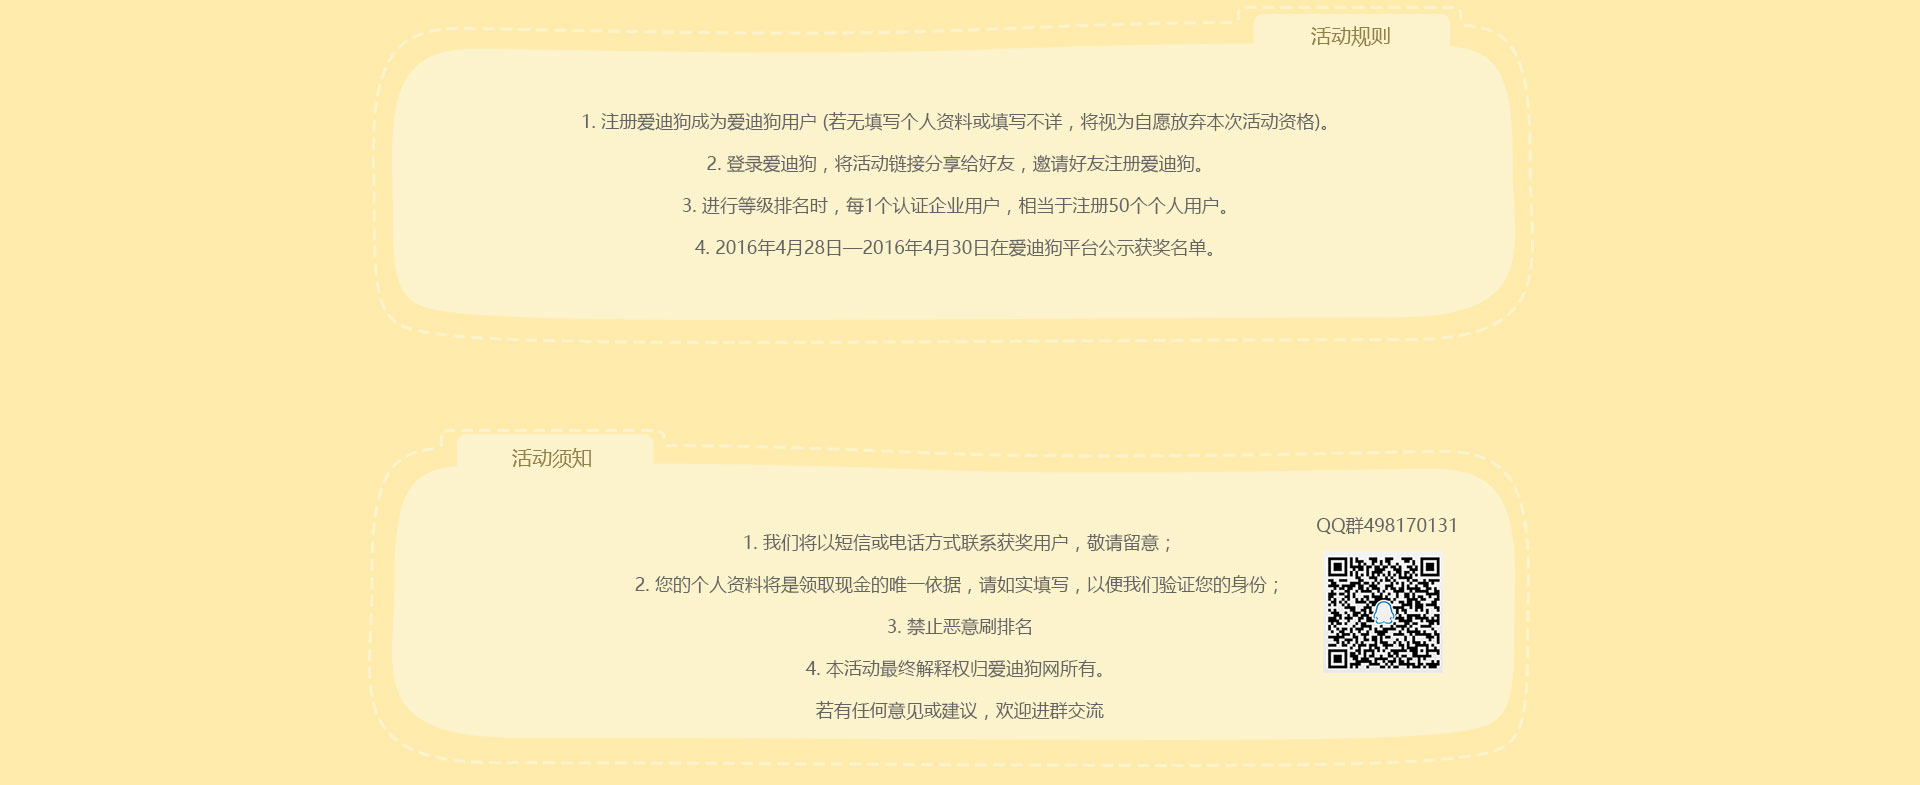 活动规则
1. 注册爱迪狗成为爱迪狗用户 (若无填写个人资料或填写不详，将视为自愿放弃本次活动资格)。
2. 登录爱迪狗，将活动链接分享给好友，邀请好友注册爱迪狗。
3. 进行等级排名时，每1个认证企业用户，相当于注册50个个人用户。
4. 2016年4月28日—2016年4月30日在爱迪狗平台公示获奖名单。
活动须知
QQ群498170131
1. 我们将以短信或电话方式联系获奖用户，敬请留意；
2. 您的个人资料将是领取现金的唯一依据，请如实填写，以便我们验证您的身份；
3. 禁止恶意刷排名
4. 本活动最终解释权归爱迪狗网所有。
若有任何意见或建议，欢迎进群交流